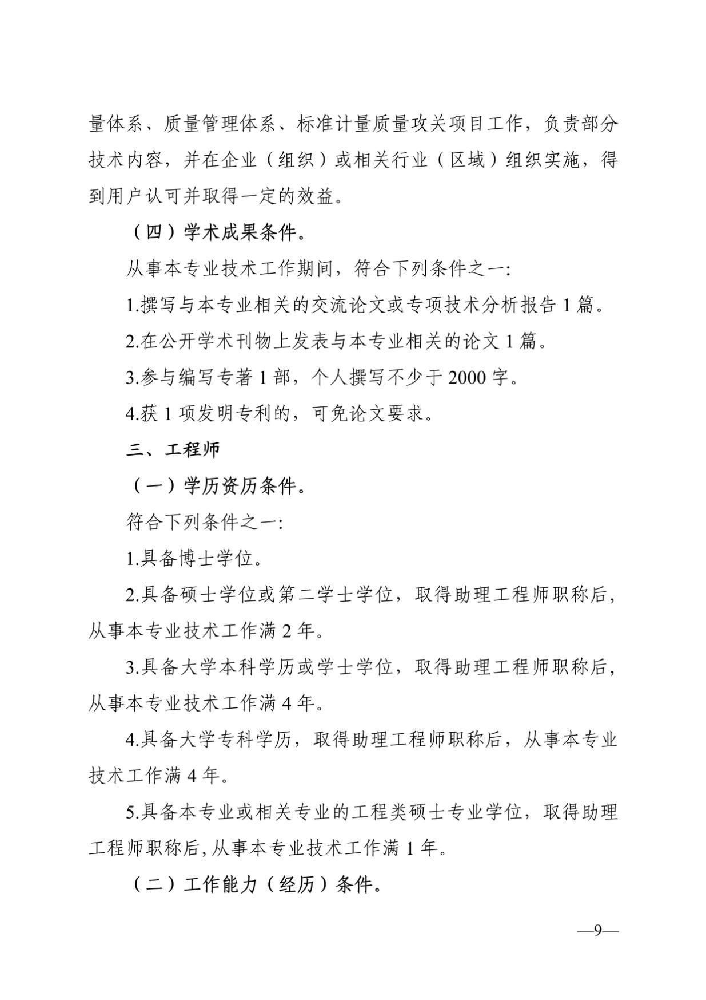 量体系、质量管理体系、标准计量质量攻关项目工作，负责部分
技术内容，并在企业（组织）或相关行业（区域）组织实施，得
到用户认可并取得一定的效益。
（四）学术成果条件。
从事本专业技术工作期间，符合下列条件之一：
1.撰写与本专业相关的交流论文或专项技术分析报告 1 篇。
2.在公开学术刊物上发表与本专业相关的论文 1 篇。
3.参与编写专著 1 部，个人撰写不少于 2000 字。
4.获 1 项发明专利的，可免论文要求。
三、工程师
（一）学历资历条件。
符合下列条件之一：
1.具备博士学位。
2.具备硕士学位或第二学士学位，取得助理工程师职称后，
从事本专业技术工作满 2 年。
3.具备大学本科学历或学士学位，取得助理工程师职称后，
从事本专业技术工作满 4 年。
4.具备大学专科学历，取得助理工程师职称后，从事本专业
技术工作满 4 年。
5.具备本专业或相关专业的工程类硕士专业学位，取得助理
工程师职称后，从事本专业技术工作满 1 年。
（二）工作能力（经历）条件。
—9—